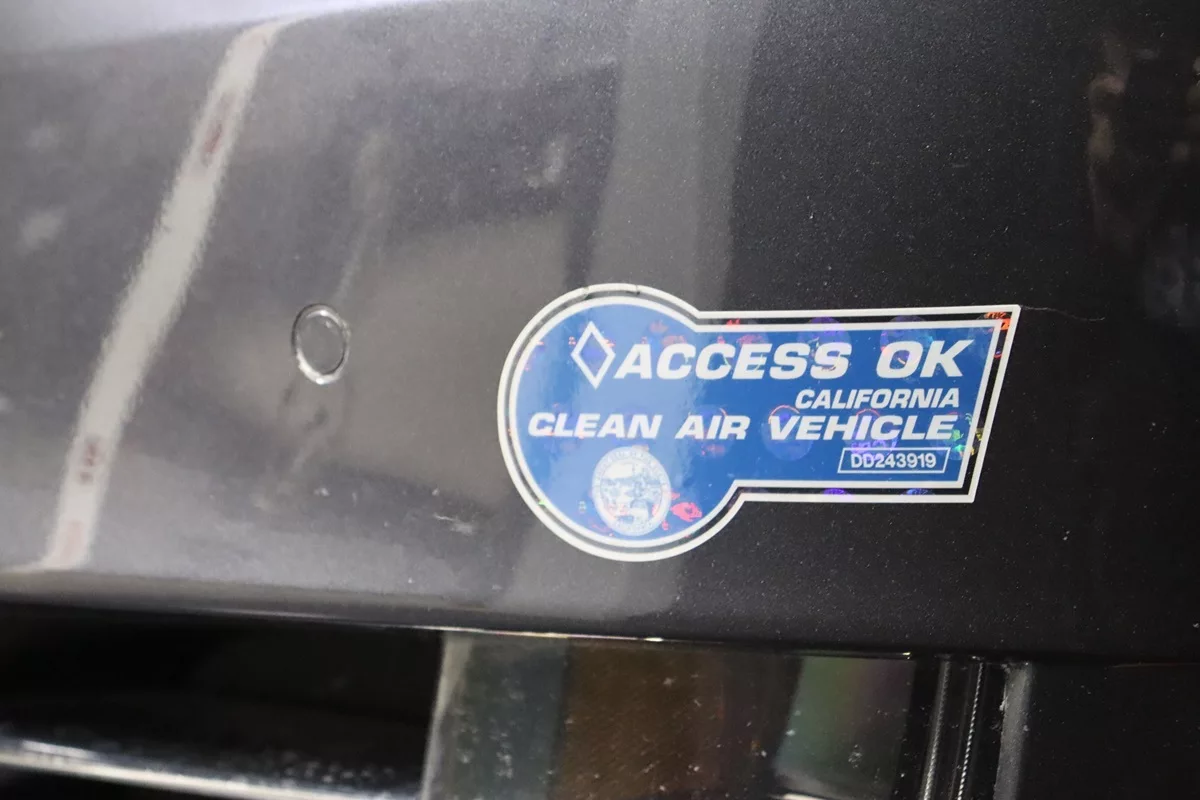 ◊ACCESS OK
CALIFORNIA
CLEAN AIR VEHICLE
DD243919